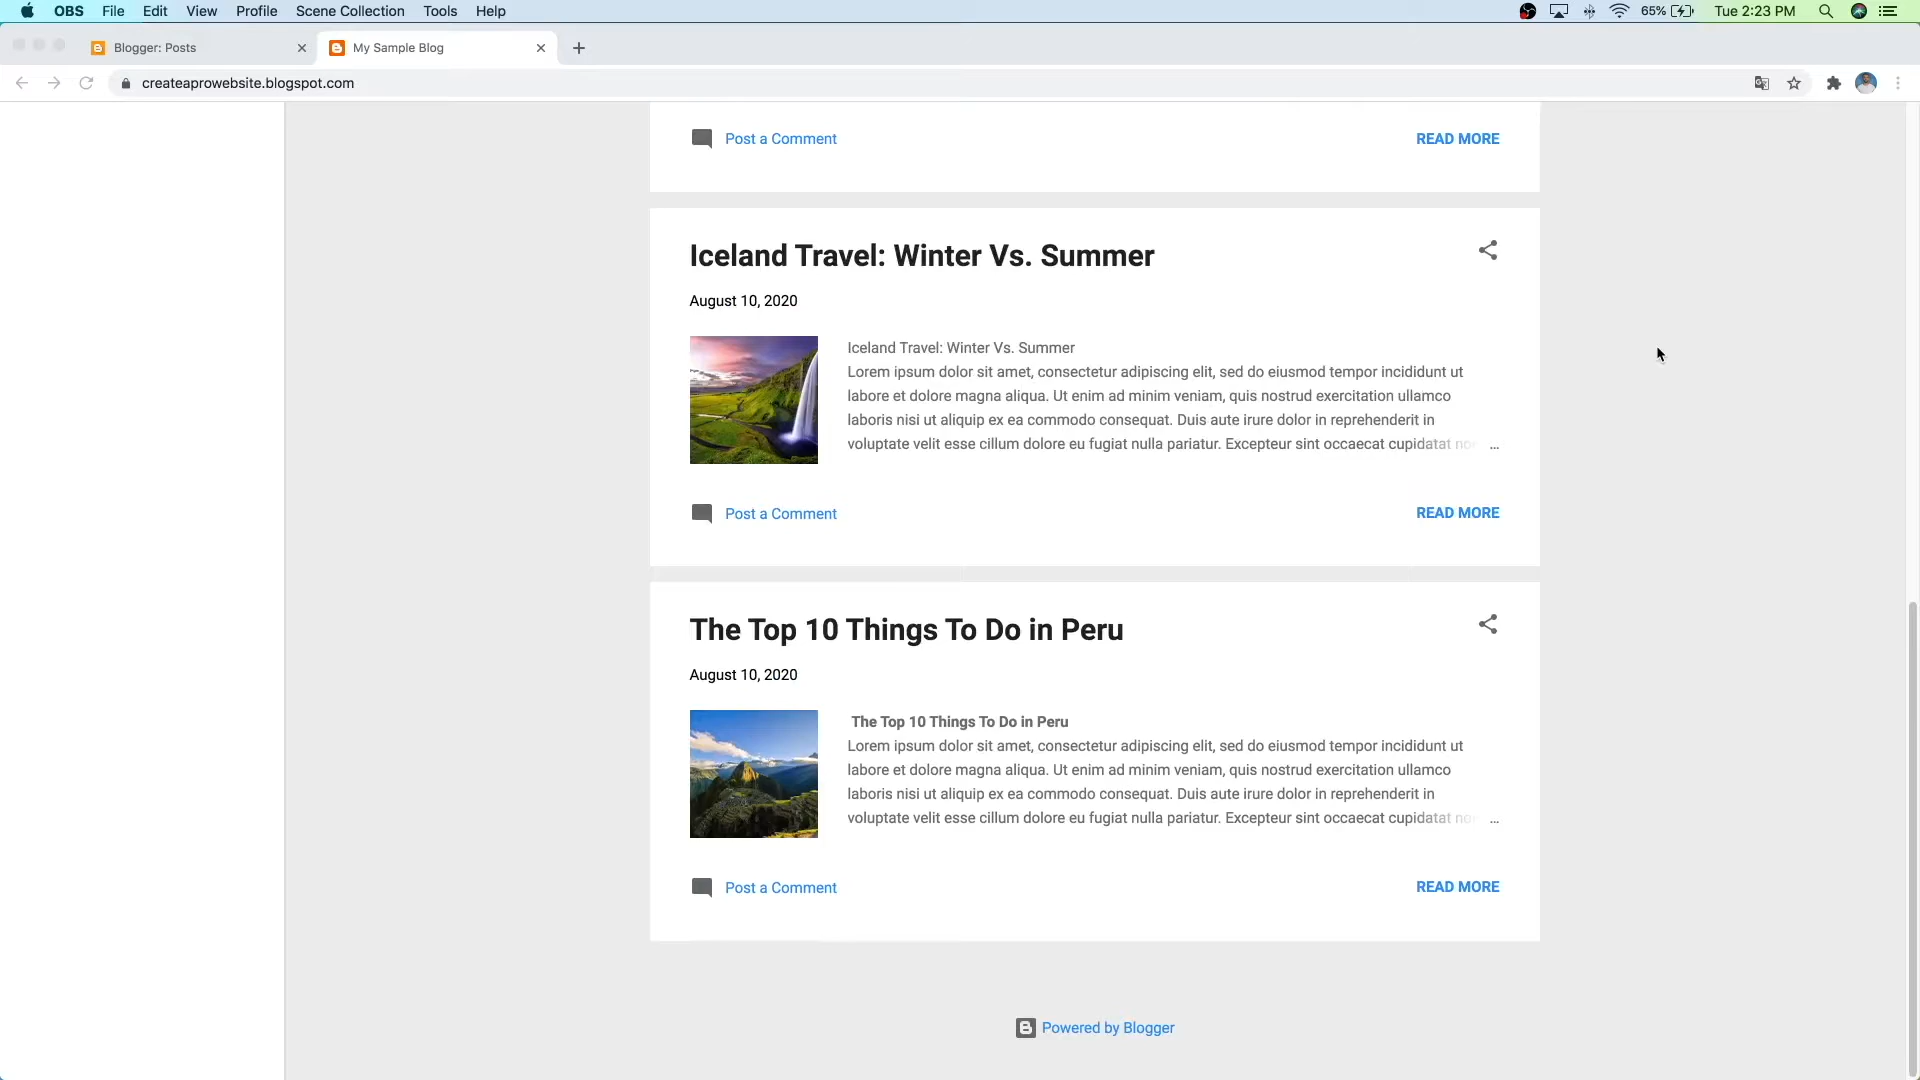 OBS File Edit View Profile Scene Collection Tools Help 65% Tue 2:23 PM
Blogger: Posts My Sample Blog
createaprowebsite.blogspot.com
Post a Comment READ MORE
Iceland Travel: Winter Vs. Summer
August 10, 2020
Iceland Travel: Winter Vs. Summer
Lorem ipsum dolor sit amet, consectetur adipiscing elit, sed do eiusmod tempor incididunt ut
labore et dolore magna aliqua. Ut enim ad minim veniam, quis nostrud exercitation ullamco
laboris nisi ut aliquip ex ea commodo consequat. Duis aute irure dolor in reprehenderit in
voluptate velit esse cillum dolore eu fugiat nulla pariatur. Excepteur sint occaecat cupidatat ...
Post a Comment READ MORE
The Top 10 Things To Do in Peru
August 10, 2020
The Top 10 Things To Do in Peru
Lorem ipsum dolor sit amet, consectetur adipiscing elit, sed do eiusmod tempor incididunt ut
labore et dolore magna aliqua. Ut enim ad minim veniam, quis nostrud exercitation ullamco
laboris nisi ut aliquip ex ea commodo consequat. Duis aute irure dolor in reprehenderit in
voluptate velit esse cillum dolore eu fugiat nulla pariatur. Excepteur sint occaecat cupidatat ...
Post a Comment READ MORE
Powered by Blogger